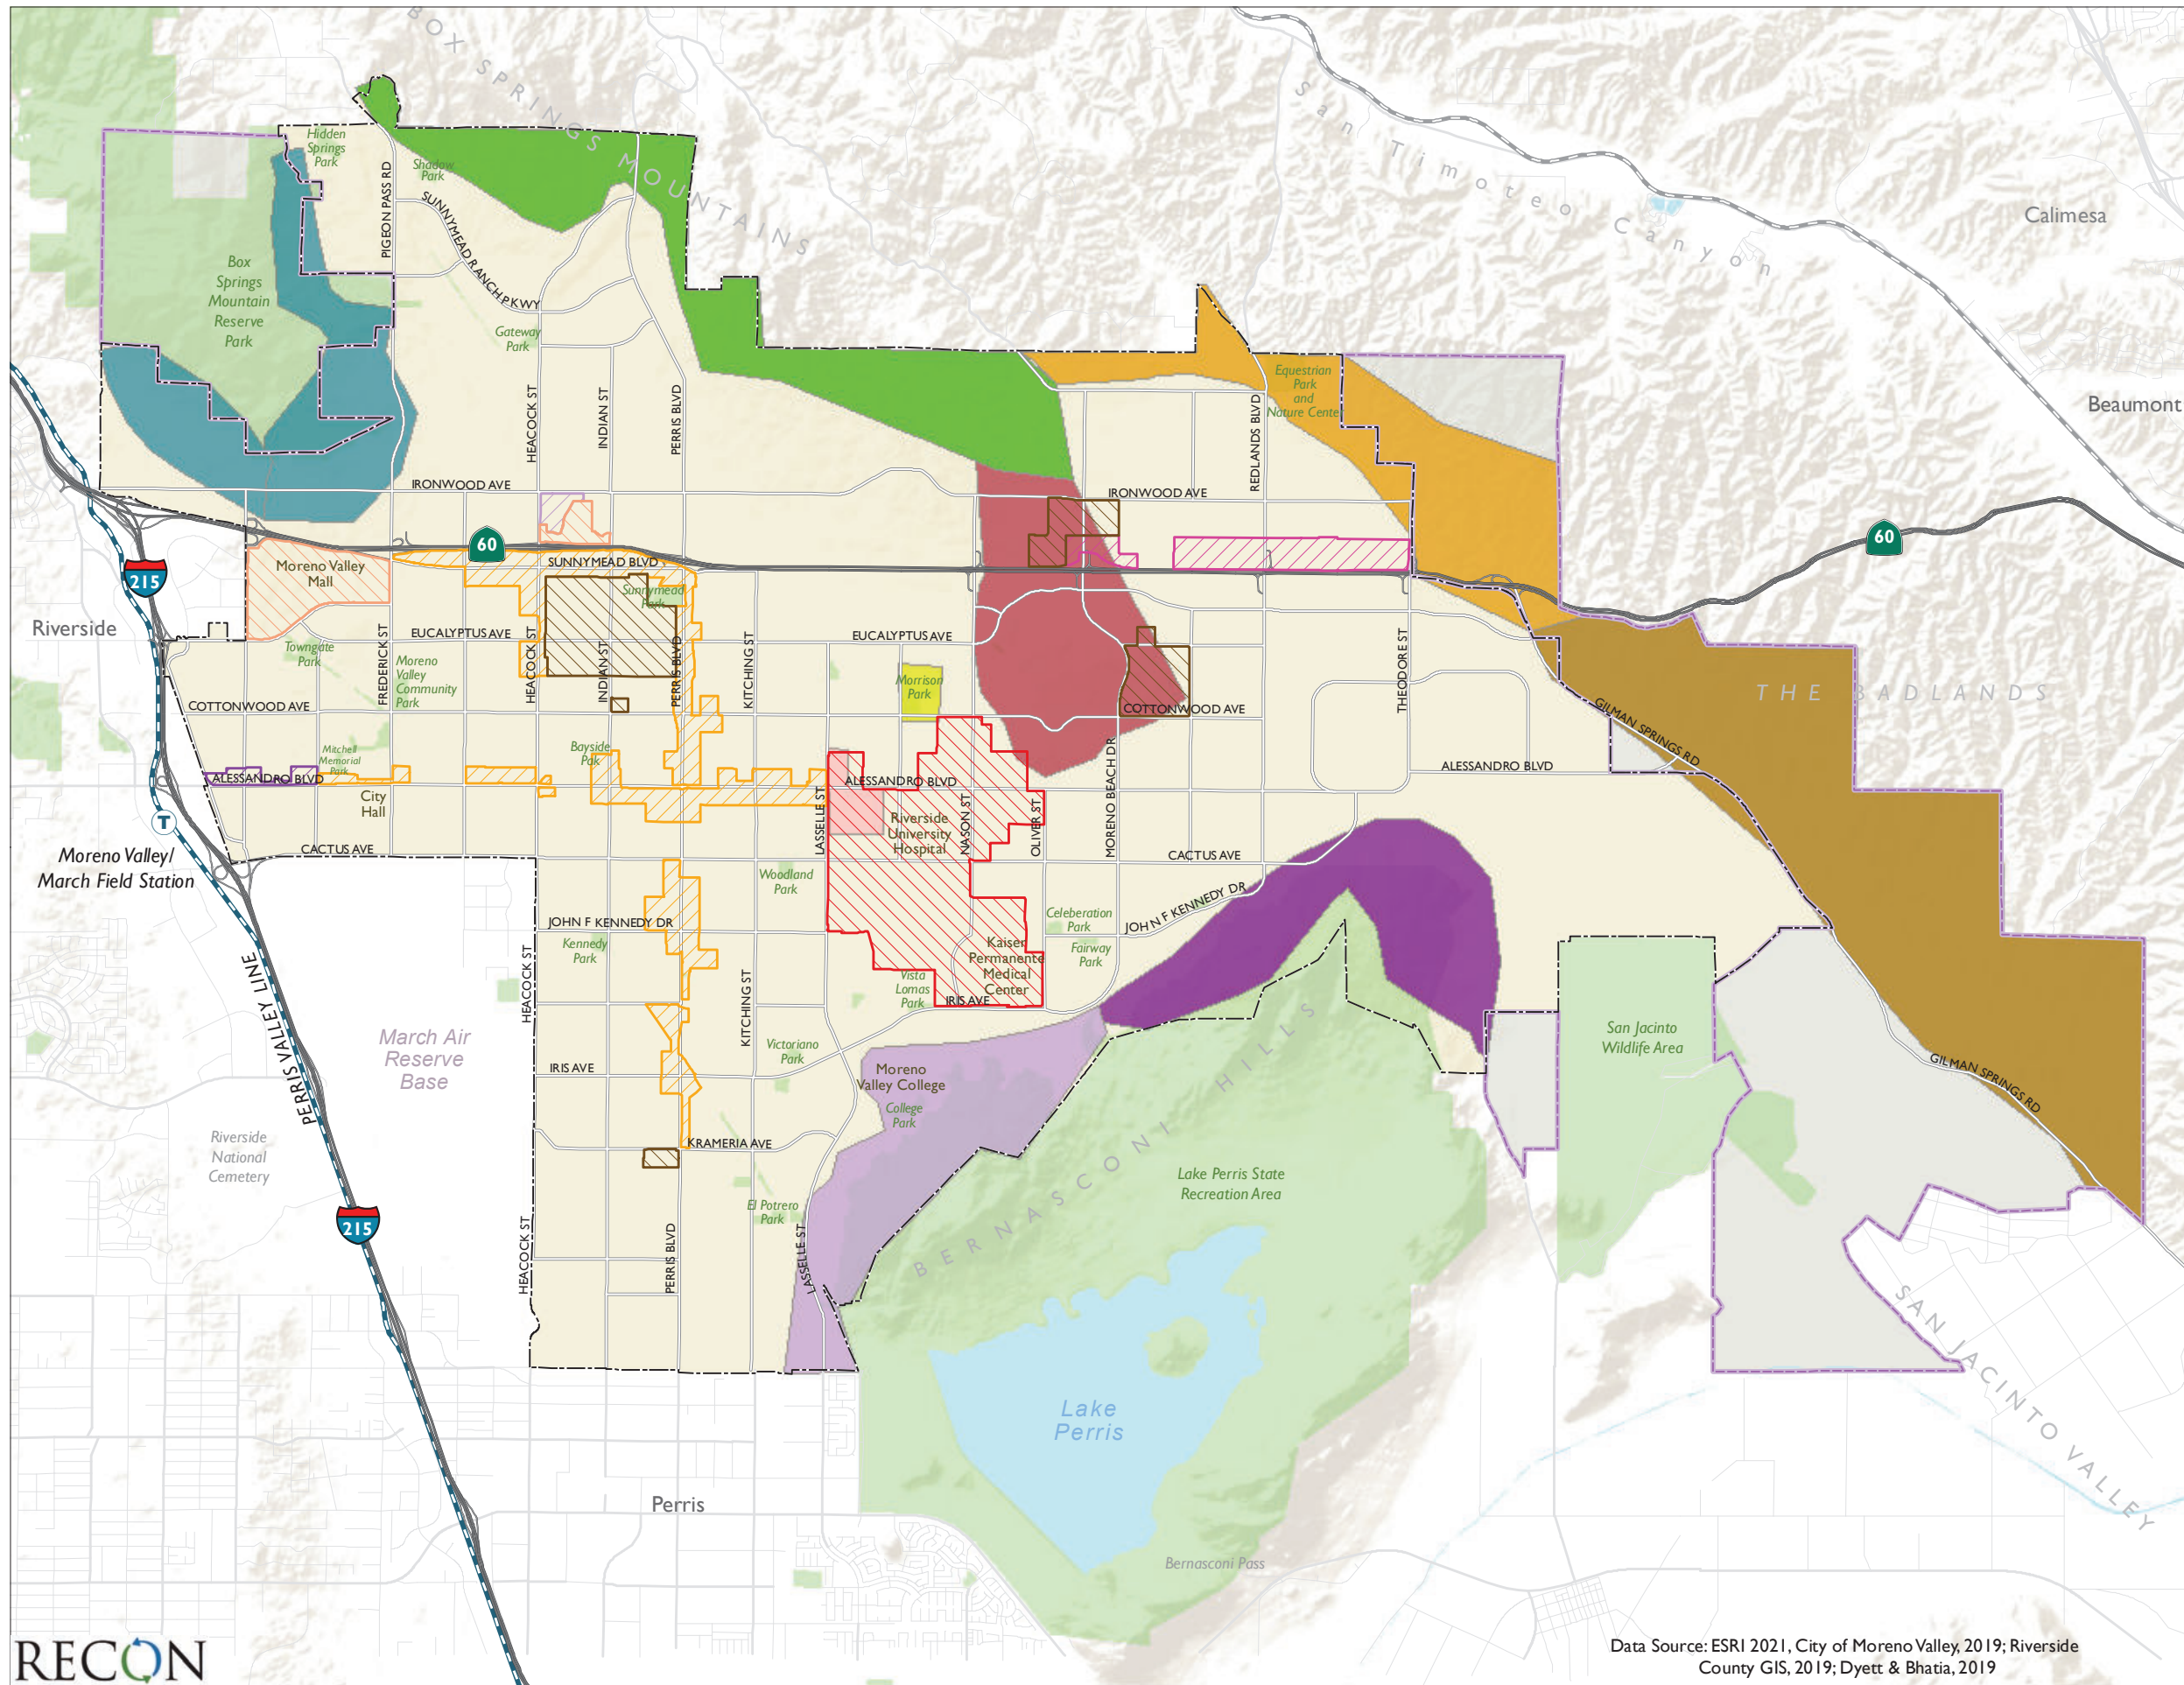 BOX SPRINGS MOUNTAINS
San Timoteo Canyon
Calimesa
Beaumont
Hidden
Springs
Park
Shadow
Park
PIGEON PASS RD
SUNNYMEAD RANCH PKWY
Box
Springs
Mountain
Reserve
Park
Gateway
Park
HEACOCK ST
INDIAN ST
PERRIS BLVD
REDLANDS BLVD
Equestrian
Park
and
Nature Center
IRONWOOD AVE
IRONWOOD AVE
60
60
215
Moreno Valley
Mall
SUNNYMEAD BLVD
Sunnymead
Park
Riverside
EUCALYPTUS AVE
EUCALYPTUS AVE
Towngate
Park
FREDERICK ST
Moreno
Valley
Community
Park
HEACOCK ST
INDIAN ST
PERRIS BLVD
KITCHING ST
Morrison
Park
THEODORE ST
THE BADLANDS
COTTONWOOD AVE
COTTONWOOD AVE
GILMAN SPRINGS RD
Mitchell
Memorial
Park
Bayside
Pak
ALESSANDRO BLVD
ALESSANDRO BLVD
ALESSANDRO BLVD
City
Hall
LASSELLE ST
Riverside
University
Hospital
NASON ST
OLIVER ST
MORENO BEACH DR
T
Moreno Valley/
March Field Station
CACTUS AVE
CACTUS AVE
Woodland
Park
JOHN F KENNEDY DR
JOHN F KENNEDY DR
Kennedy
Park
Celeberation
Park
Fairway
Park
Kaiser
Permanente
Medical
Center
Vista
Lomas
Park
IRIS AVE
HEACOCK ST
KITCHING ST
PERRIS VALLEY LINE
March Air
Reserve
Base
Victoriano
Park
IRIS AVE
Moreno
Valley College
College
Park
San Jacinto
Wildlife Area
GILMAN SPRINGS RD
BERNASCONI HILLS
Riverside
National
Cemetery
KRAMERIA AVE
Lake Perris State
Recreation Area
El Potrero
Park
215
HEACOCK ST
PERRIS BLVD
LASSELLE ST
SAN JACINTO VALLEY
Lake
Perris
Perris
Bernasconi Pass
RECON
Data Source: ESRI 2021, City of Moreno Valley, 2019; Riverside
County GIS, 2019; Dyett & Bhatia, 2019